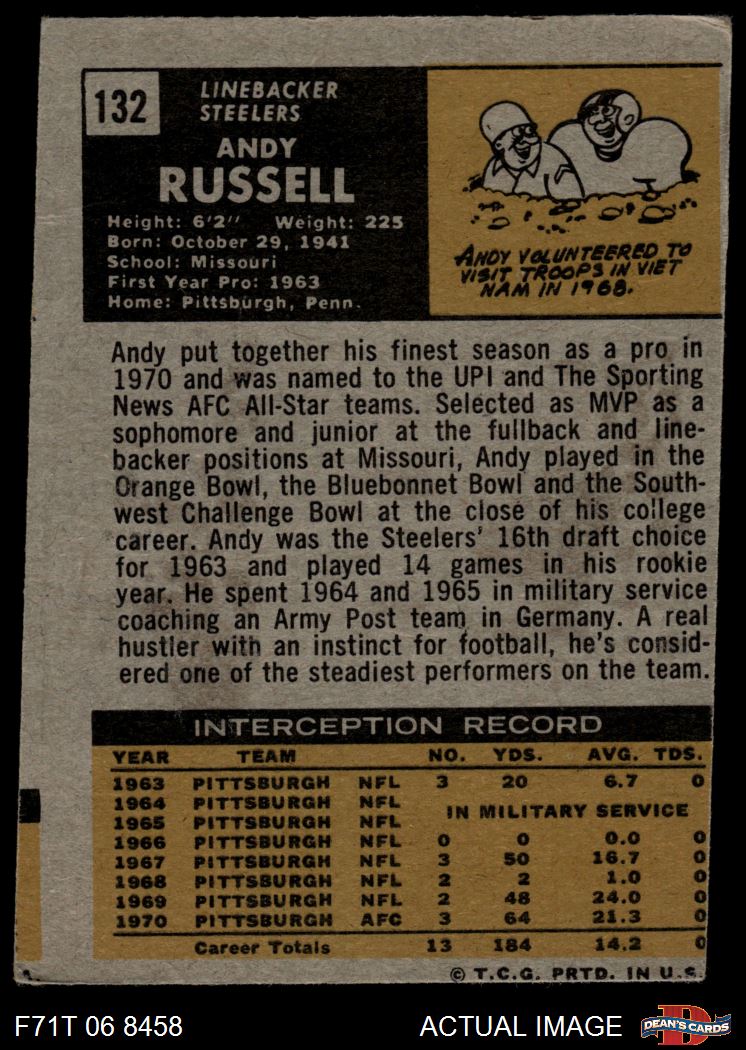 132
LINEBACKER
STEELERS
ANDY
RUSSELL
Height: 6'2" Weight: 225
Born: October 29, 1941
School: Missouri
First Year Pro: 1963
Home: Pittsburgh, Penn.
ANDY VOLUNTEERED TO
VISIT TROOPS IN VIET
NAM IN 1968.
Andy put together his finest season as a pro in
1970 and was named to the UPI and The Sporting
News AFC All-Star teams. Selected as MVP as a
sophomore and junior at the fullback and line-
backer positions at Missouri, Andy played in the
Orange Bowl, the Bluebonnet Bowl and the South-
west Challenge Bowl at the close of his college
career. Andy was the Steelers' 16th draft choice
for 1963 and played 14 games in his rookie
year. He spent 1964 and 1965 in military service
coaching an Army Post team in Germany. A real
hustler with an instinct for football, he's consid-
ered one of the steadiest performers on the team.
INTERCEPTION RECORD
YEAR TEAM NO. YDS. AVG. TDS.
1963 PITTSBURGH NFL 3 20 6.7 0
1964 PITTSBURGH NFL
IN MILITARY SERVICE
1965 PITTSBURGH NFL
1966 PITTSBURGH NFL 0 0 0.0 0
1967 PITTSBURGH NFL 3 50 16.7 0
1968 PITTSBURGH NFL 2 2 1.0 0
1969 PITTSBURGH NFL 2 48 24.0 0
1970 PITTSBURGH AFC 3 64 21.3 0
Career Totals 13 184 14.2 0
© T.C.G. PRTD. IN U.S.
F71T 06 8458
ACTUAL IMAGE
DEAN'S CARDS